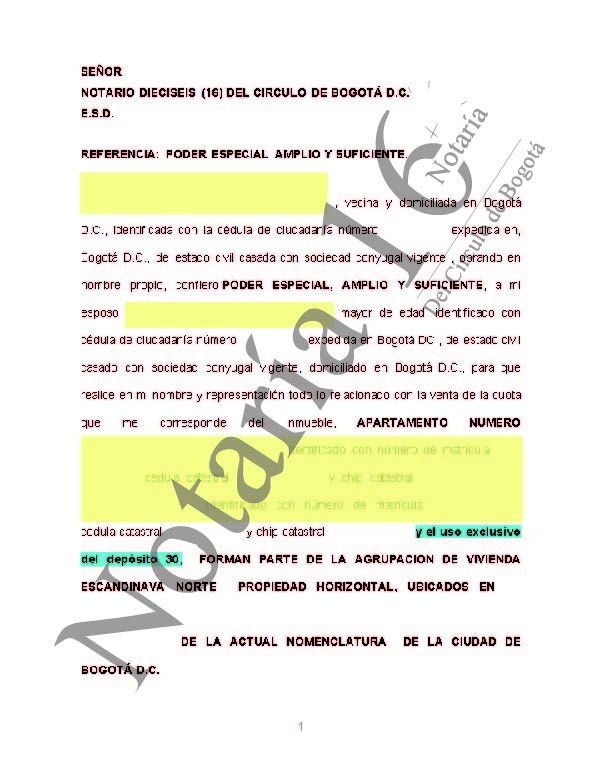 SEÑOR
NOTARIO DIECISEIS (16) DEL CIRCULO DE BOGOTÁ D.C.
E.S.D.
REFERENCIA: PODER ESPECIAL AMPLIO Y SUFICIENTE.
, vecina y domiciliada en Bogotá
D.C., identificada con la cédula de ciudadanía número expedida en,
Bogotá D.C., de estado civil casada con sociedad conyugal vigente , obrando en
nombre propio, confiero PODER ESPECIAL, AMPLIO Y SUFICIENTE, a mi
esposo mayor de edad identificado con
cédula de ciudadanía número expedida en Bogotá DC , de estado civil
casado con sociedad conyugal vigente, domiciliado en Bogotá D.C., para que
realice en mi nombre y representación todo lo relacionado con la venta de la cuota
que me corresponde del inmueble, APARTAMENTO NUMERO
identificado con número de matricula
cedula catastral y chip catastral
identificado con número de matricula
cedula catastral y chip catastral y el uso exclusivo
del depósito 30, FORMAN PARTE DE LA AGRUPACION DE VIVIENDA
ESCANDINAVA NORTE PROPIEDAD HORIZONTAL, UBICADOS EN
DE LA ACTUAL NOMENCLATURA DE LA CIUDAD DE
BOGOTÁ D.C.
1
Notaría 16
Notaría
Del Círculo de Bogotá